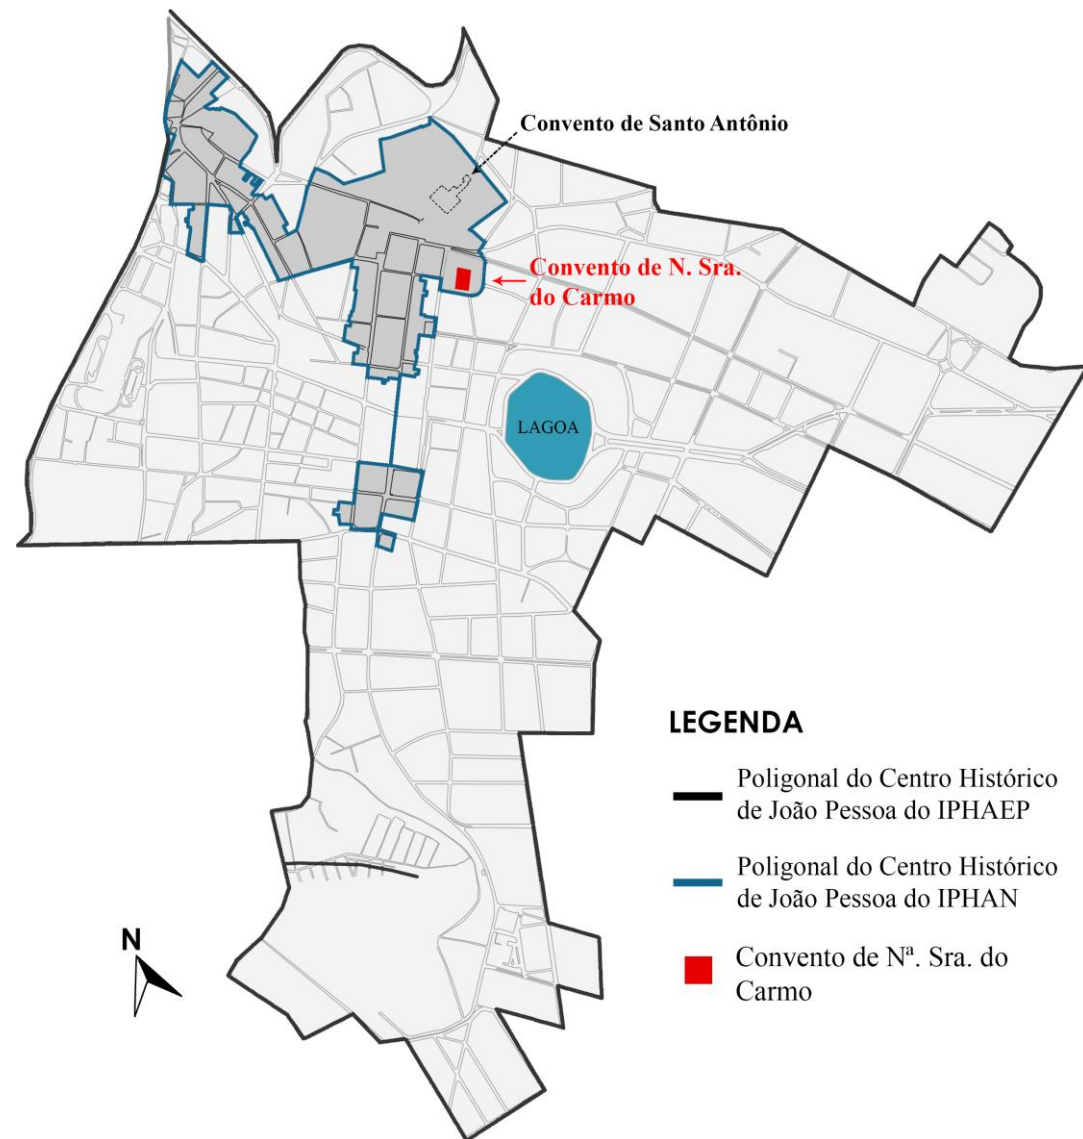 Convento de Santo Antônio
Convento de N. Sra.
do Carmo
LAGOA
LEGENDA
Poligonal do Centro Histórico
de João Pessoa do IPHAEP
Poligonal do Centro Histórico
de João Pessoa do IPHAN
N
Convento de Nª. Sra. do
Carmo